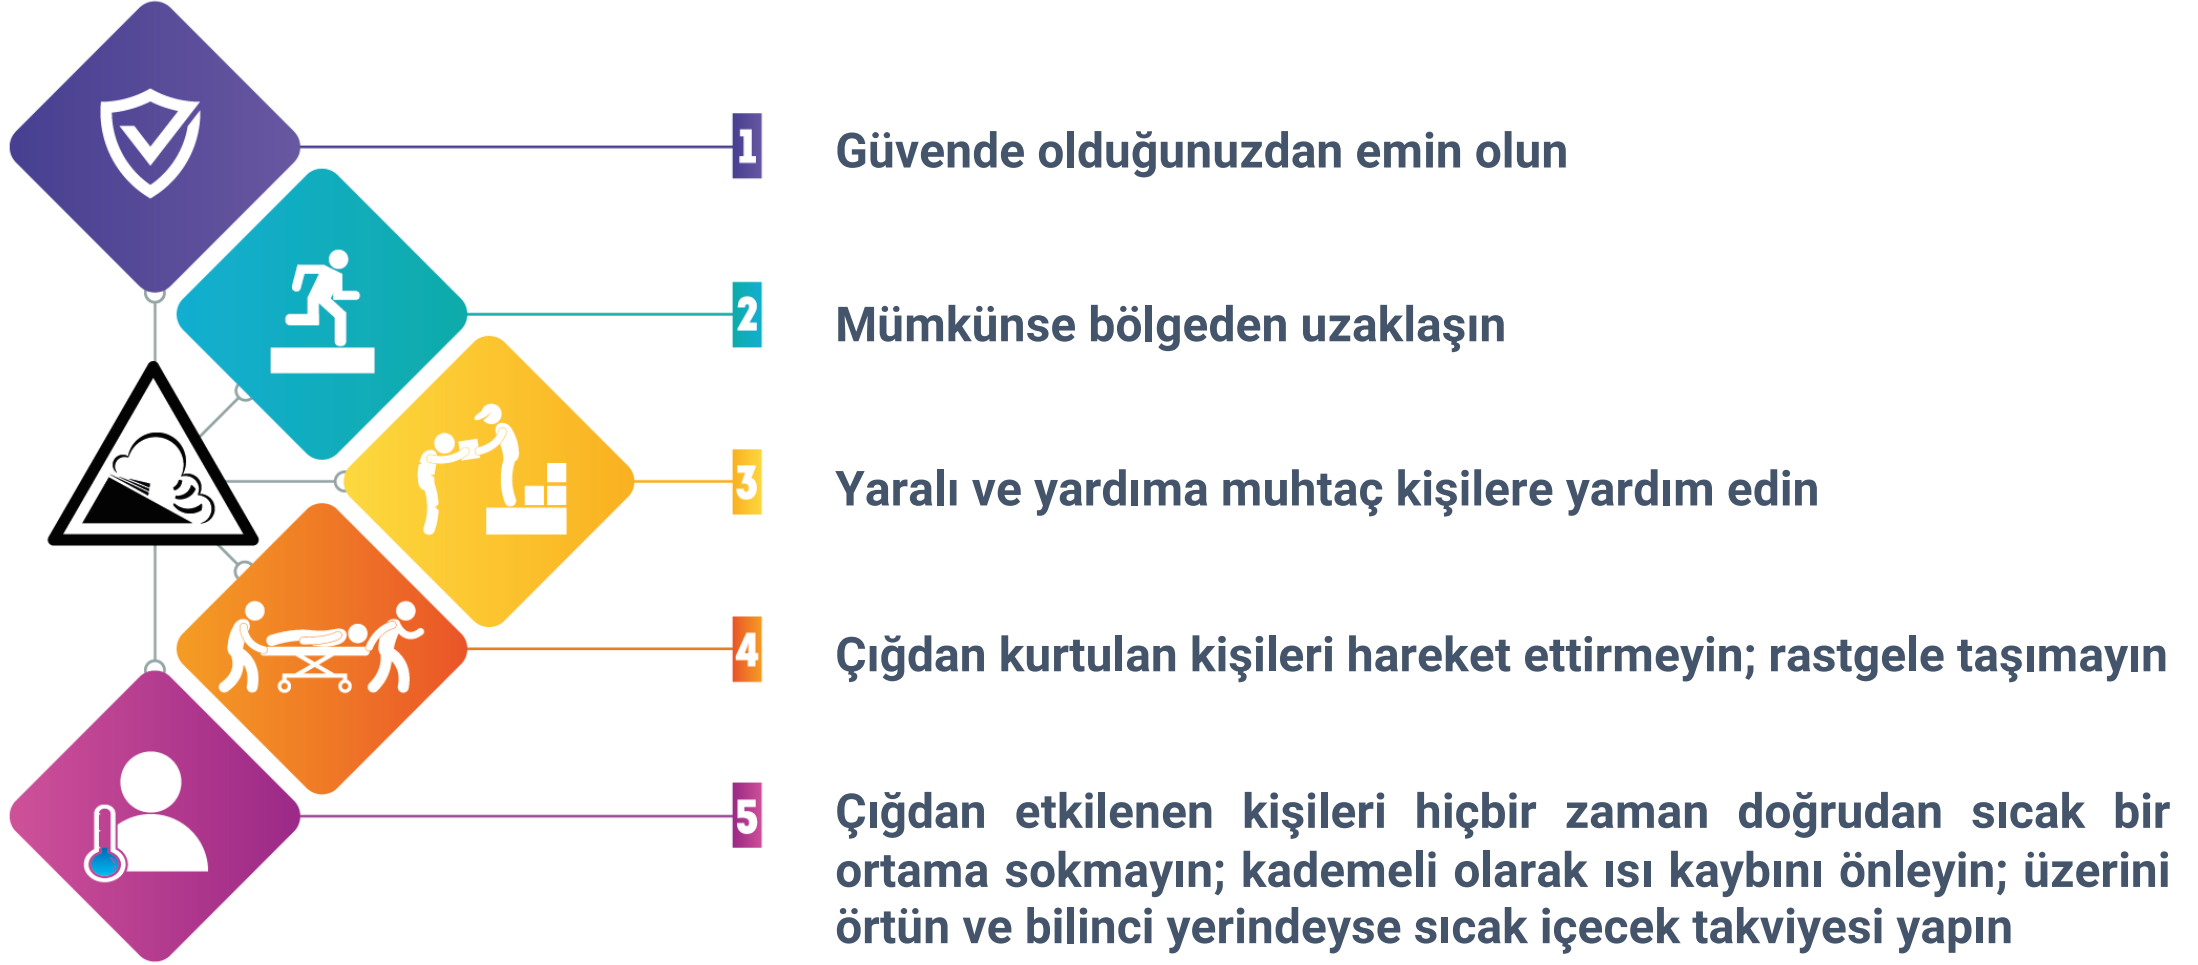 1 Güvende olduğunuzdan emin olun
2 Mümkünse bölgeden uzaklaşın
3 Yaralı ve yardıma muhtaç kişilere yardım edin
4 Çığdan kurtulan kişileri hareket ettirmeyin; rastgele taşımayın
5 Çığdan etkilenen kişileri hiçbir zaman doğrudan sıcak bir
ortama sokmayın; kademeli olarak ısı kaybını önleyin; üzerini
örtün ve bilinci yerindeyse sıcak içecek takviyesi yapın